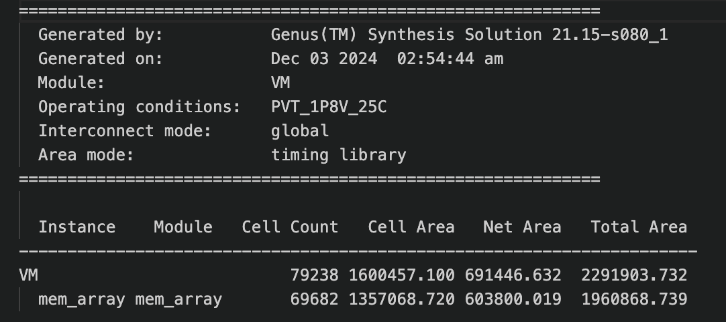 ============================================================
Generated by: Genus(TM) Synthesis Solution 21.15-s080_1
Generated on: Dec 03 2024 02:54:44 am
Module: VM
Operating conditions: PVT_1P8V_25C
Interconnect mode: global
Area mode: timing library
============================================================
Instance Module Cell Count Cell Area Net Area Total Area
----------------------------------------------------------------------
VM 79238 1600457.100 691446.632 2291903.732
mem_array mem_array 69682 1357068.720 603800.019 1960868.739